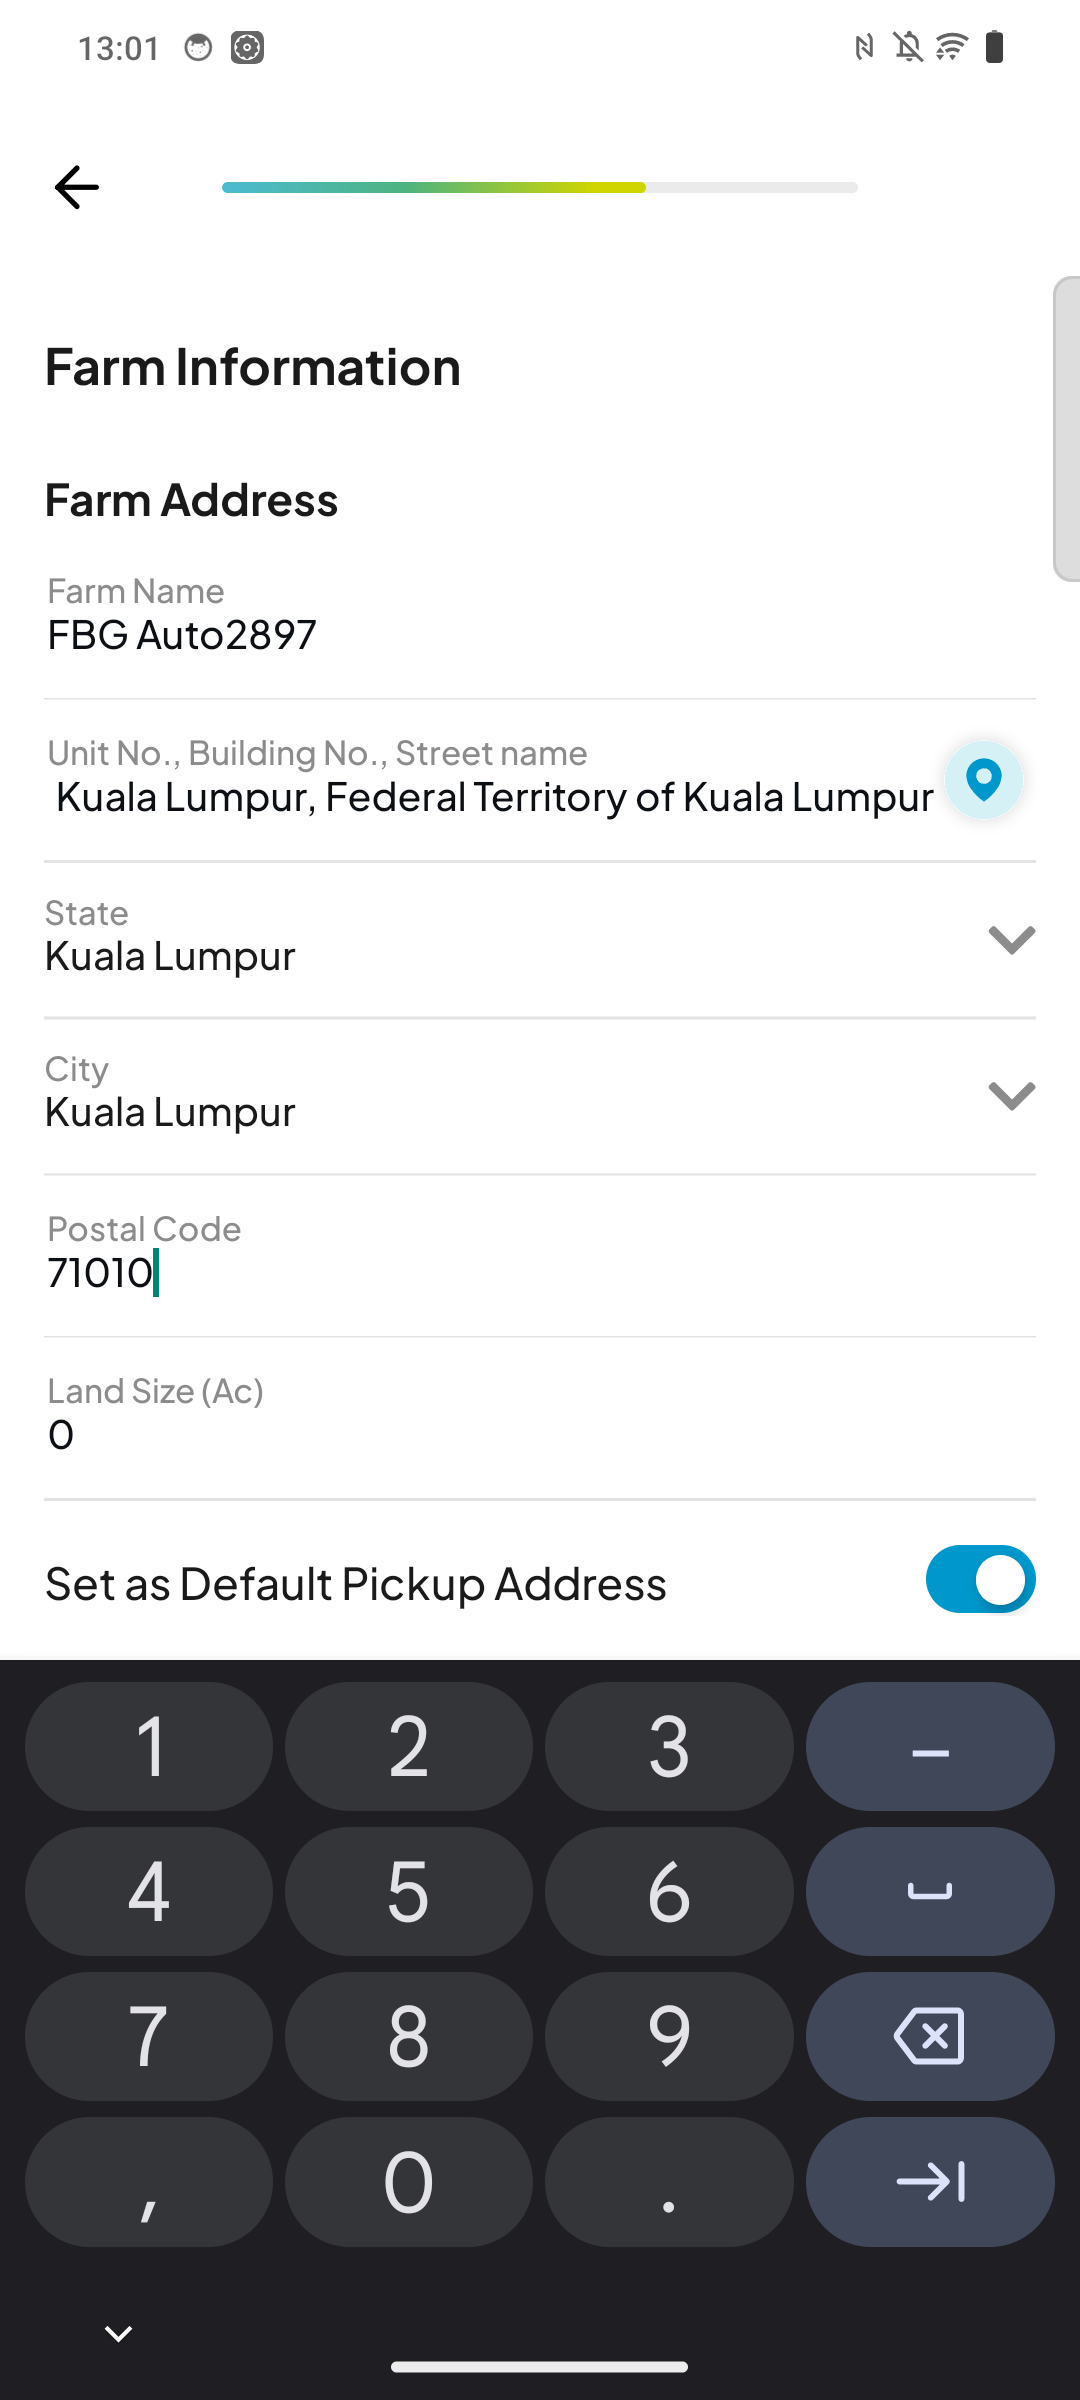 13:01
Farm Information
Farm Address
Farm Name
FBG Auto2897
Unit No., Building No., Street name
Kuala Lumpur, Federal Territory of Kuala Lumpur
State
Kuala Lumpur
City
Kuala Lumpur
Postal Code
71010
Land Size (Ac)
0
Set as Default Pickup Address
1 2 3 –
4 5 6
7 8 9
, 0 .